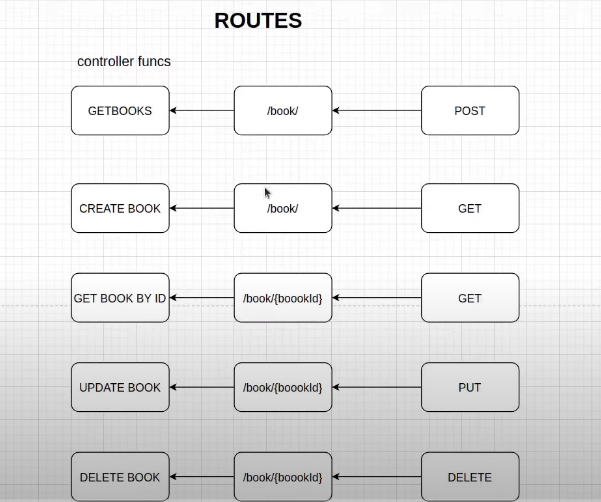 ROUTES
controller funcs
GETBOOKS /book/ POST
CREATE BOOK /book/ GET
GET BOOK BY ID /book/{boookId} GET
UPDATE BOOK /book/{boookId} PUT
DELETE BOOK /book/{boookId} DELETE